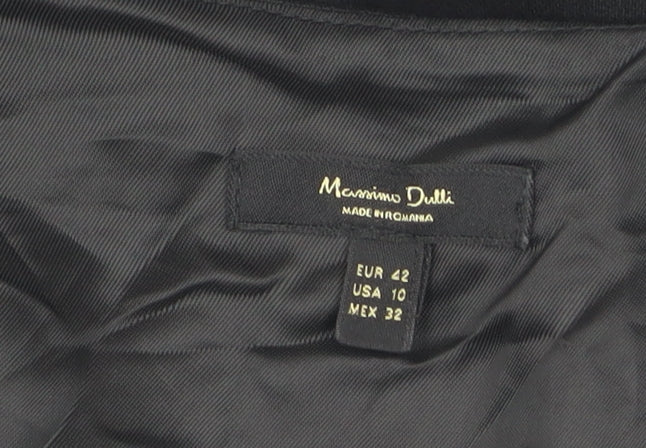 Massimo Dutti
MADE IN ROMANIA
EUR 42
USA 10
MEX 32